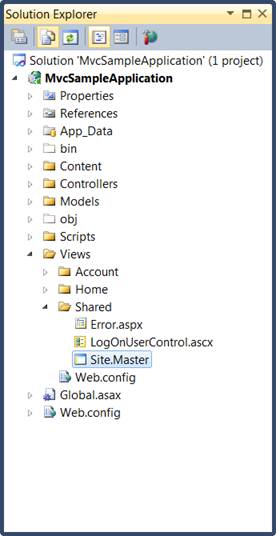 Solution Explorer
Solution 'MvcSampleApplication' (1 project)
MvcSampleApplication
Properties
References
App_Data
bin
Content
Controllers
Models
obj
Scripts
Views
Account
Home
Shared
Error.aspx
LogOnUserControl.ascx
Site.Master
Web.config
Global.asax
Web.config